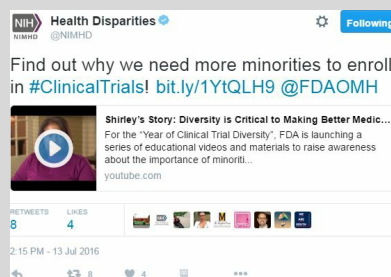 NIH
NIMHD
Health Disparities
@NIMHD
Following
Find out why we need more minorities to enroll
in #ClinicalTrials! bit.ly/1YtQLH9 @FDAOMH
Shirley's Story: Diversity is Critical to Making Better Medic...
For the "Year of Clinical Trial Diversity", FDA is launching a
series of educational videos and materials to raise awareness
about the importance of minoriti...
youtube.com
RETWEETS LIKES
8 4
2:15 PM - 13 Jul 2016
8 4